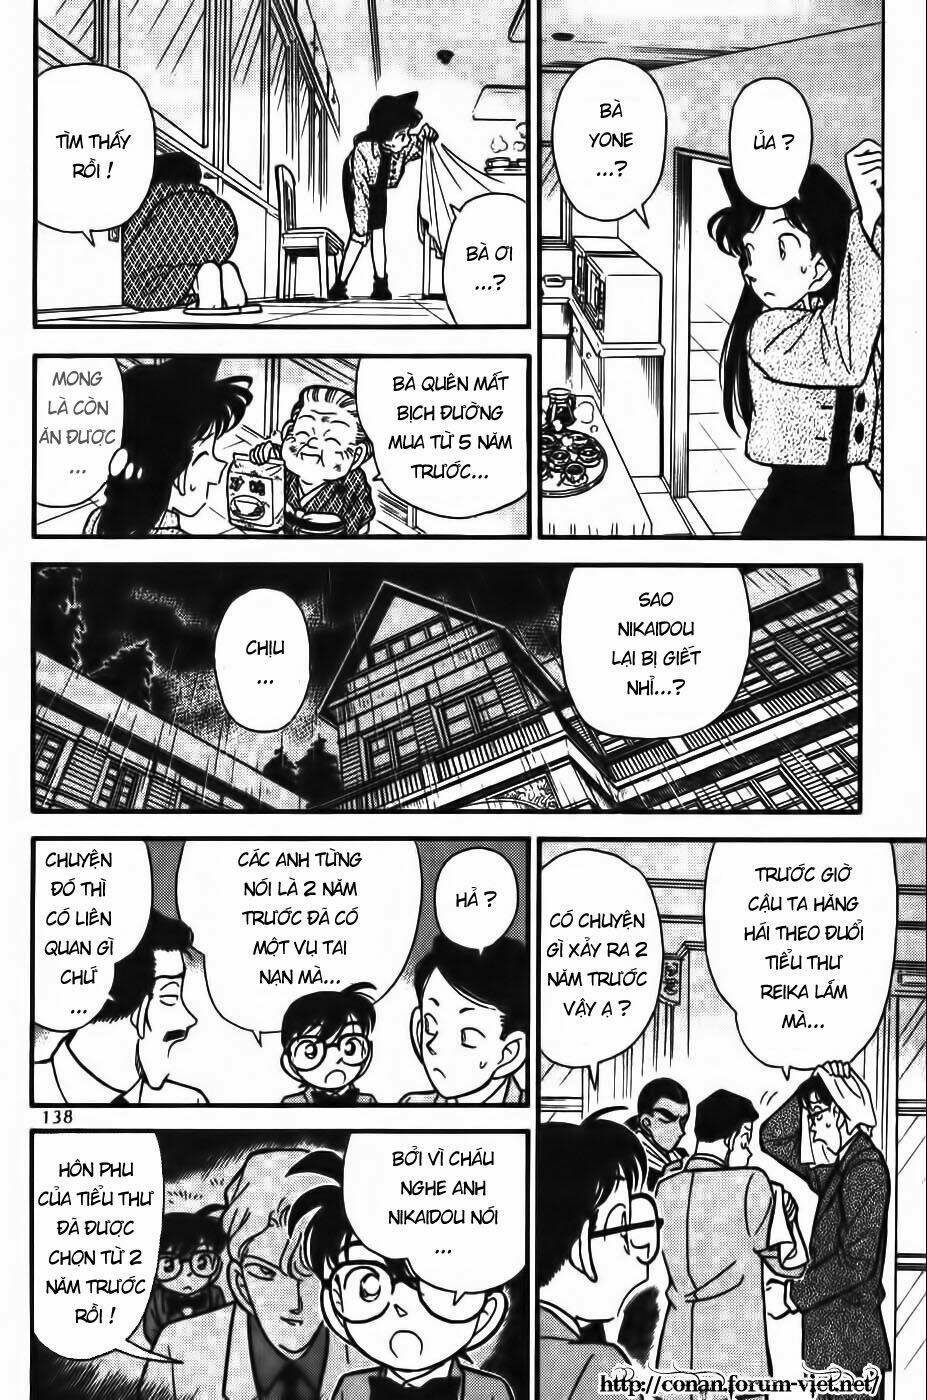 ỦA ?
BÀ
YONE
...?
BÀ ƠI
...?
TÌM THẤY
RỒI !
BÀ QUÊN MẤT
BỊCH ĐƯỜNG
MUA TỪ 5 NĂM
TRƯỚC...
MONG
LÀ CÒN
ĂN ĐƯỢC
...
SAO
NIKAIDOU
LẠI BỊ GIẾT
NHỈ...?
CHỊU
...
TRƯỚC GIỜ
CẬU TA HĂNG
HÁI THEO ĐUỔI
TIỂU THƯ
REIKA LẮM
MÀ...
CÓ CHUYỆN
GÌ XẢY RA 2
NĂM TRƯỚC
VẬY Ạ ?
HẢ ?
CÁC ANH TỪNG
NÓI LÀ 2 NĂM
TRƯỚC ĐÃ CÓ
MỘT VỤ TAI
NẠN MÀ...
CHUYỆN
ĐÓ THÌ
CÓ LIÊN
QUAN GÌ
CHỨ
...
138
BỞI VÌ CHÁU
NGHE ANH
NIKAIDOU NÓI
...
HÔN PHU
CỦA TIỂU THƯ
ĐÀ ĐƯỢC
CHỌN TỪ 2
NĂM TRƯỚC
RỒI !
http://conan.forum-viet.net/